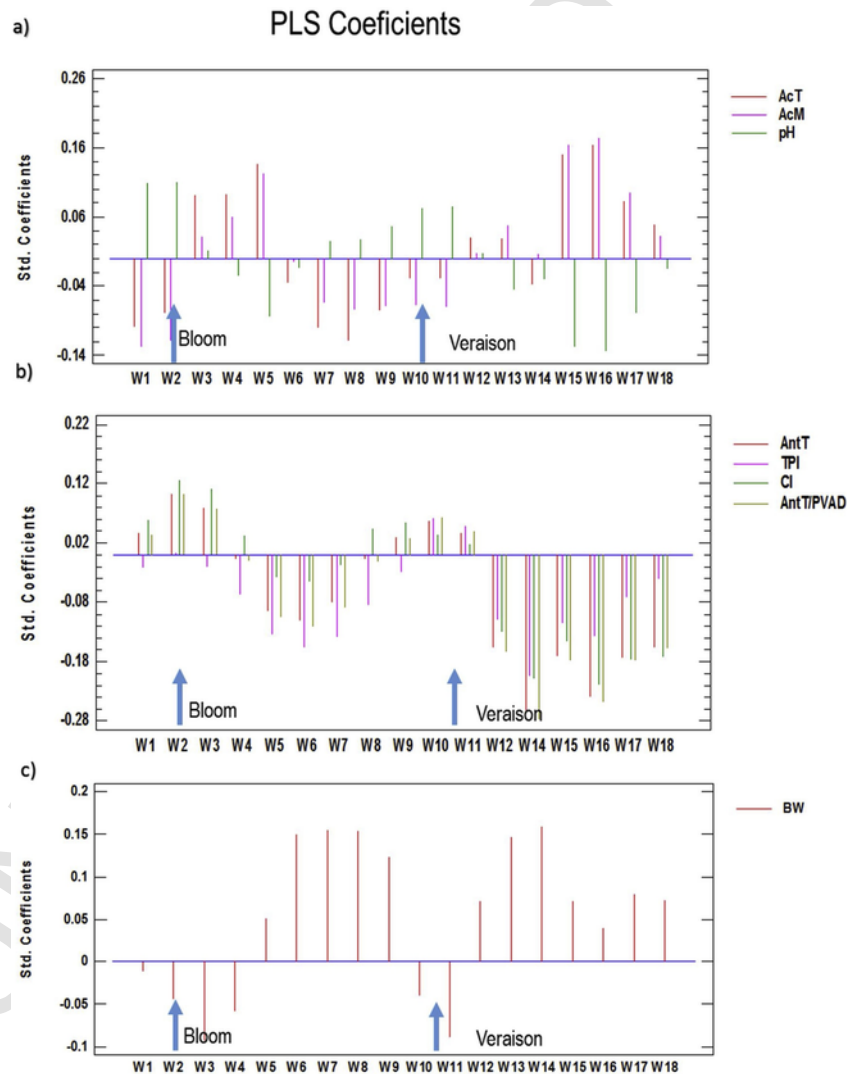 PLS Coeficients
a)
0.26
0.16
0.06
-0.04
-0.14
Std. Coefficients
AcT
AcM
pH
Bloom
Veraison
W1 W2 W3 W4 W5 W6 W7 W8 W9 W10 W11 W12 W13 W14 W15 W16 W17 W18
b)
0.22
0.12
0.02
-0.08
-0.18
-0.28
Std. Coefficients
AntT
TPI
CI
AntT/PVAD
Bloom
Veraison
W1 W2 W3 W4 W5 W6 W7 W8 W9 W10 W11 W12 W14 W15 W16 W17 W18
c)
0.2
0.15
0.1
0.05
0
-0.05
-0.1
Std. Coefficients
BW
Bloom
Veraison
W1 W2 W3 W4 W5 W6 W7 W8 W9 W10 W11 W12 W13 W14 W15 W16 W17 W18